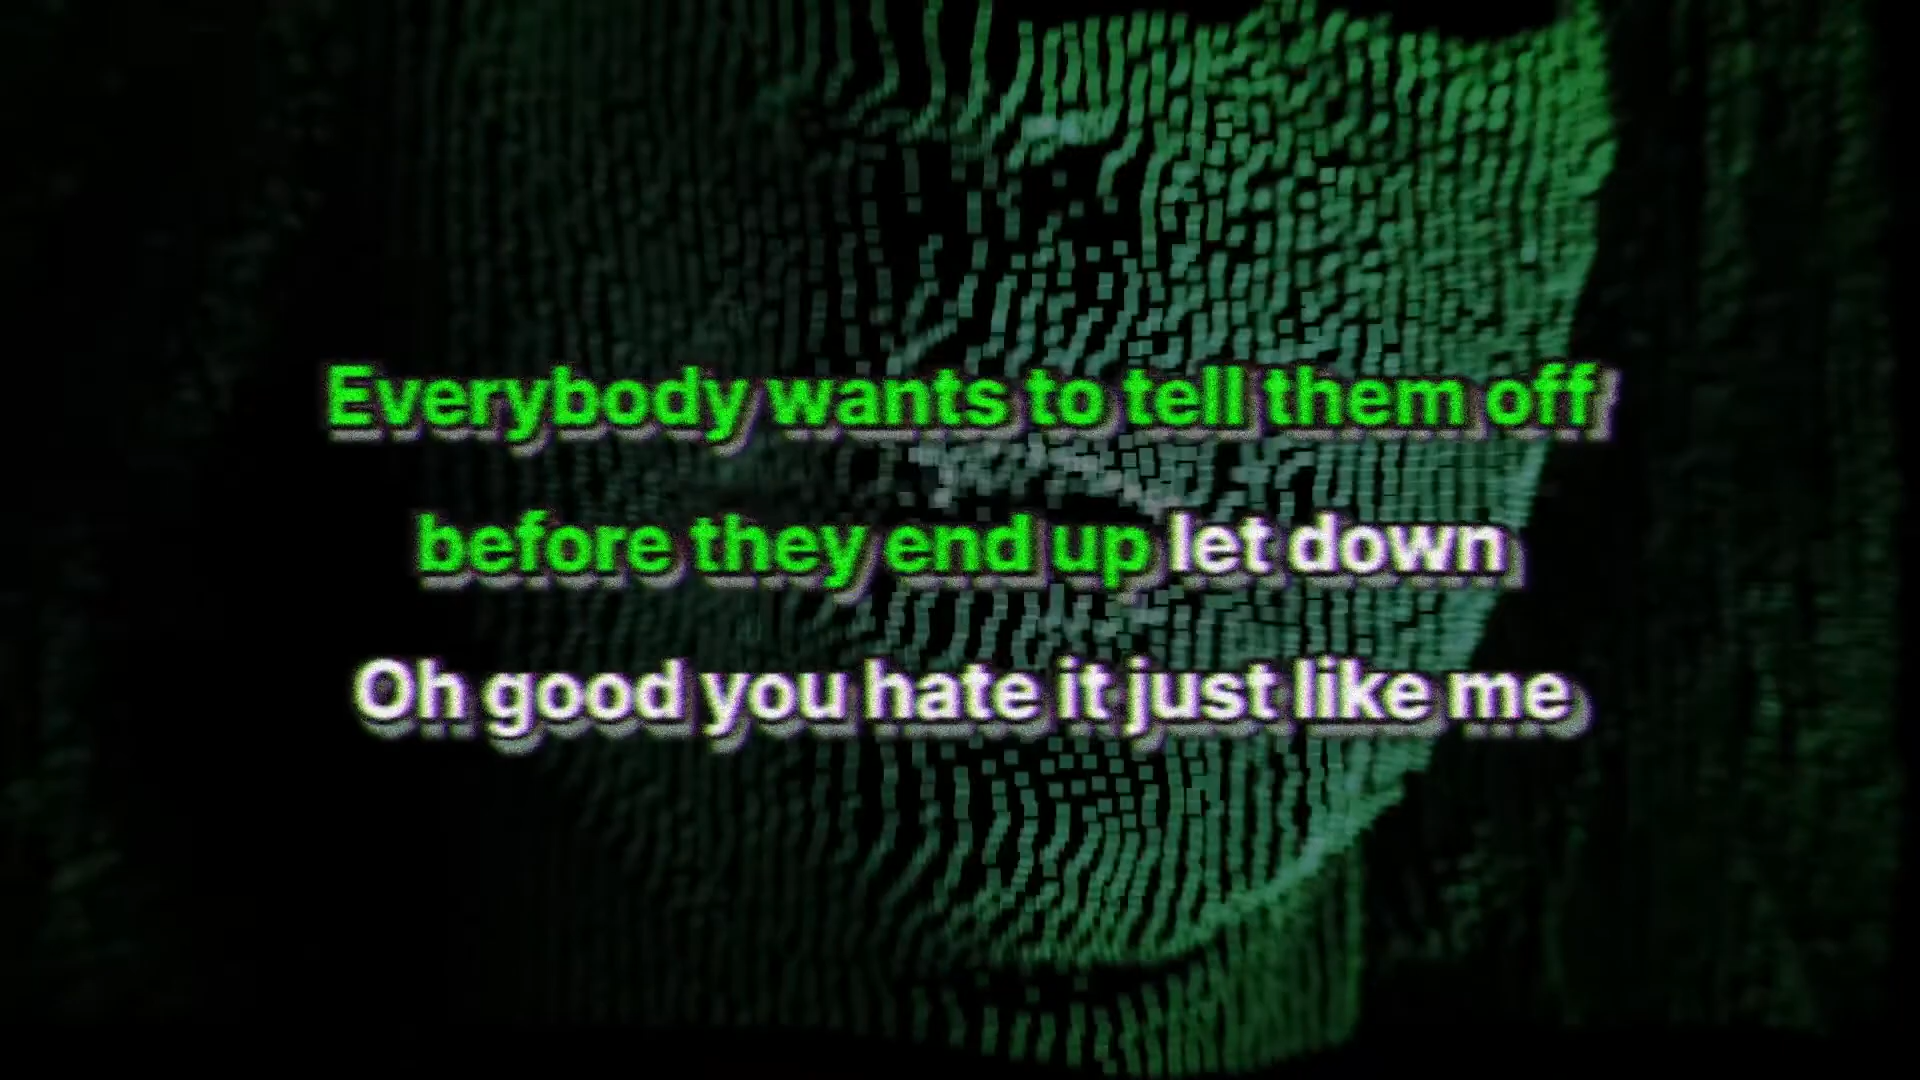 Everybody wants to tell them off
before they end up let down
Oh good you hate it just like me